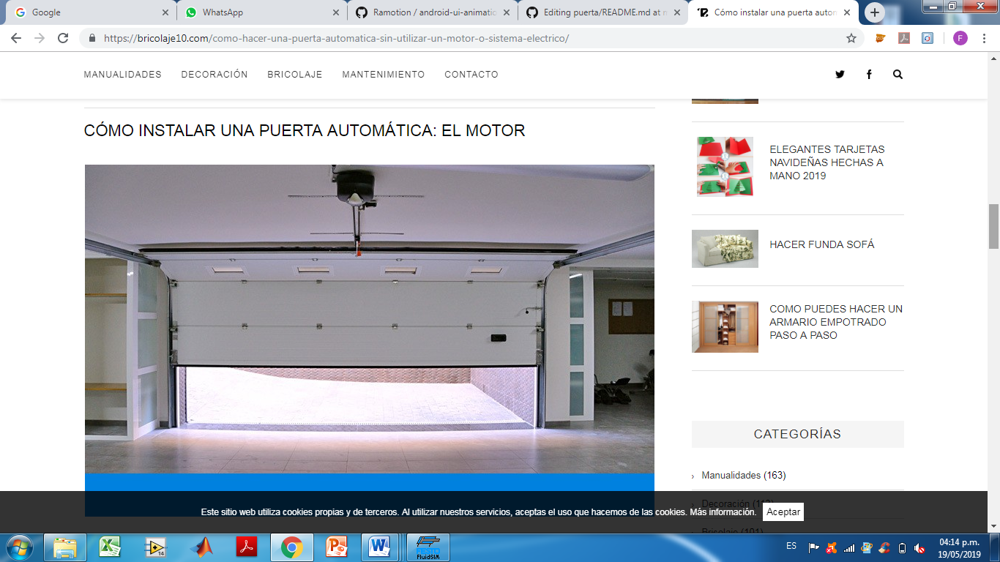 Google
WhatsApp
Ramotion / android-ui-animatic
Editing puerta/README.md at m
Cómo instalar una puerta autom
https://bricolaje10.com/como-hacer-una-puerta-automatica-sin-utilizar-un-motor-o-sistema-electrico/
F
MANUALIDADES
DECORACIÓN
BRICOLAJE
MANTENIMIENTO
CONTACTO
CÓMO INSTALAR UNA PUERTA AUTOMÁTICA: EL MOTOR
ELEGANTES TARJETAS
NAVIDEÑAS HECHAS A
MANO 2019
HACER FUNDA SOFÁ
COMO PUEDES HACER UN
ARMARIO EMPOTRADO
PASO A PASO
CATEGORÍAS
Manualidades (163)
Decoración (113)
Bricolaje (101)
Este sitio web utiliza cookies propias y de terceros. Al utilizar nuestros servicios, aceptas el uso que hacemos de las cookies. Más información. Aceptar
14
FESTO
FluidSIM
ES
04:14 p.m.
19/05/2019